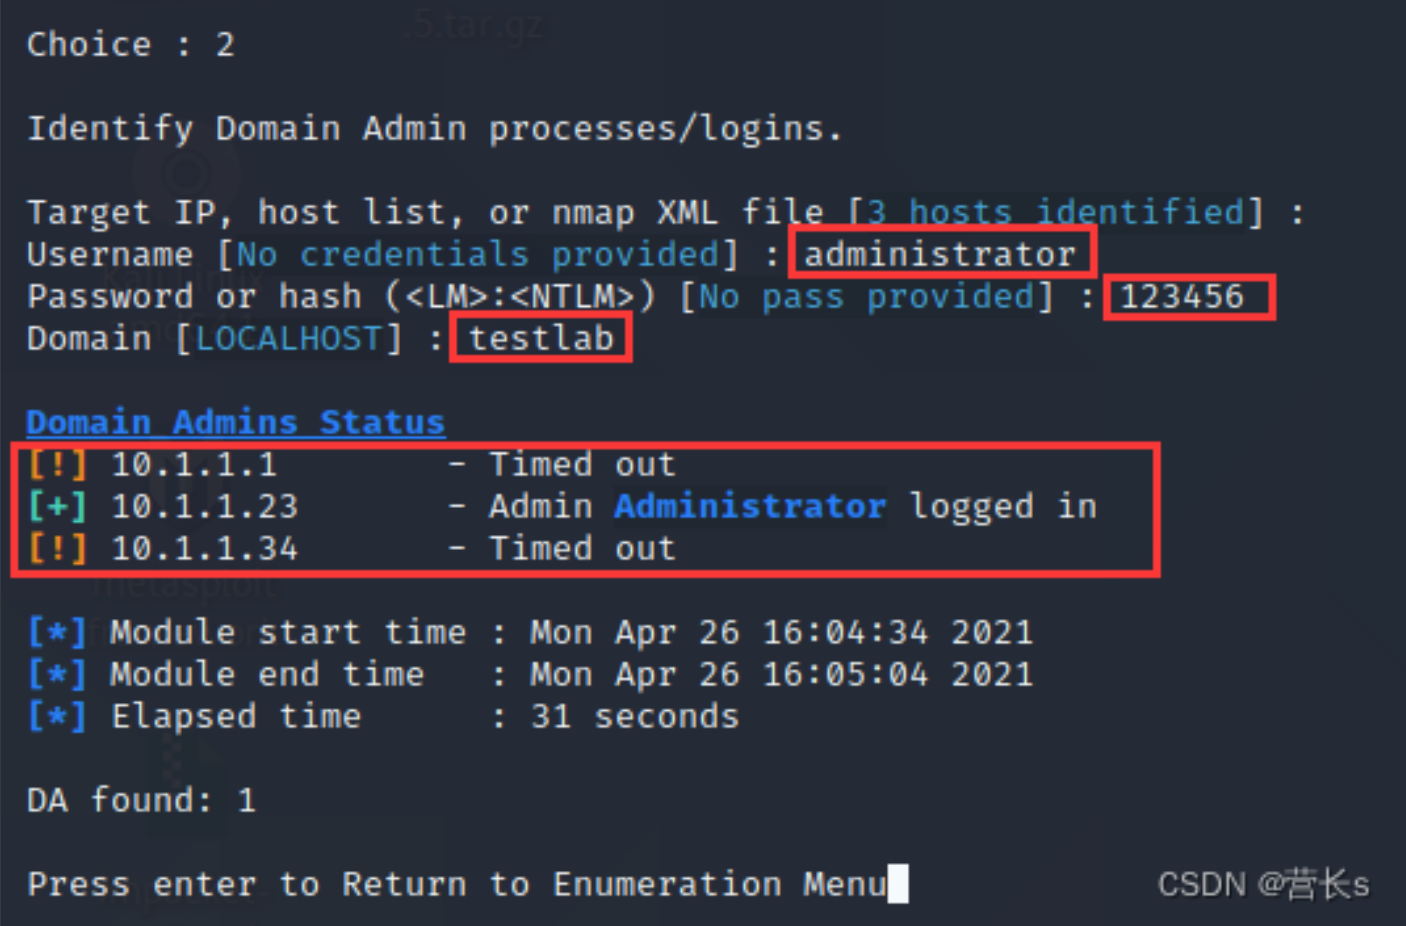 .5.tar.gz
Choice : 2
Identify Domain Admin processes/logins.
Target IP, host list, or nmap XML file [3 hosts identified] :
Username [No credentials provided] : administrator
Password or hash (<LM>:<NTLM>) [No pass provided] : 123456
Domain [LOCALHOST] : testlab
Domain Admins Status
[!] 10.1.1.1 - Timed out
[+] 10.1.1.23 - Admin Administrator logged in
[!] 10.1.1.34 - Timed out
metasploit
[*] Module start time : Mon Apr 26 16:04:34 2021
[*] Module end time : Mon Apr 26 16:05:04 2021
[*] Elapsed time : 31 seconds
DA found: 1
Press enter to Return to Enumeration Menu
CSDN @营长s